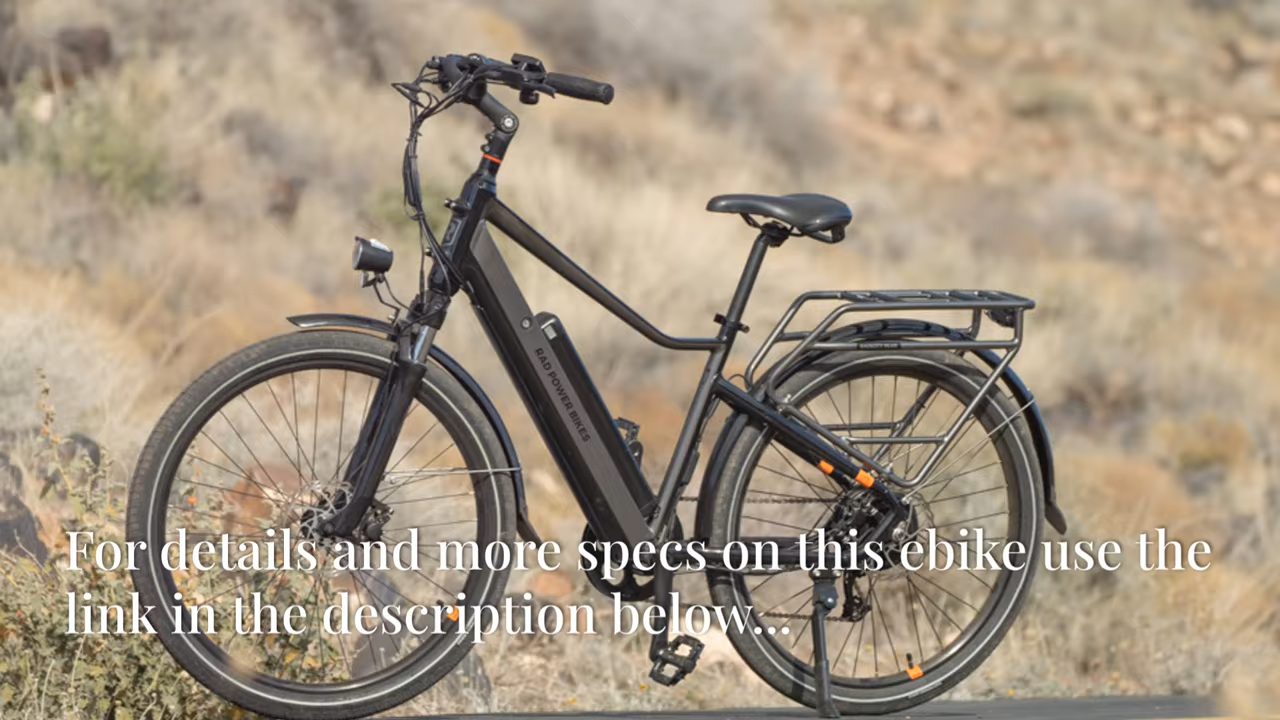 RAD POWER BIKES
For details and more specs on this ebike use the
link in the description below...